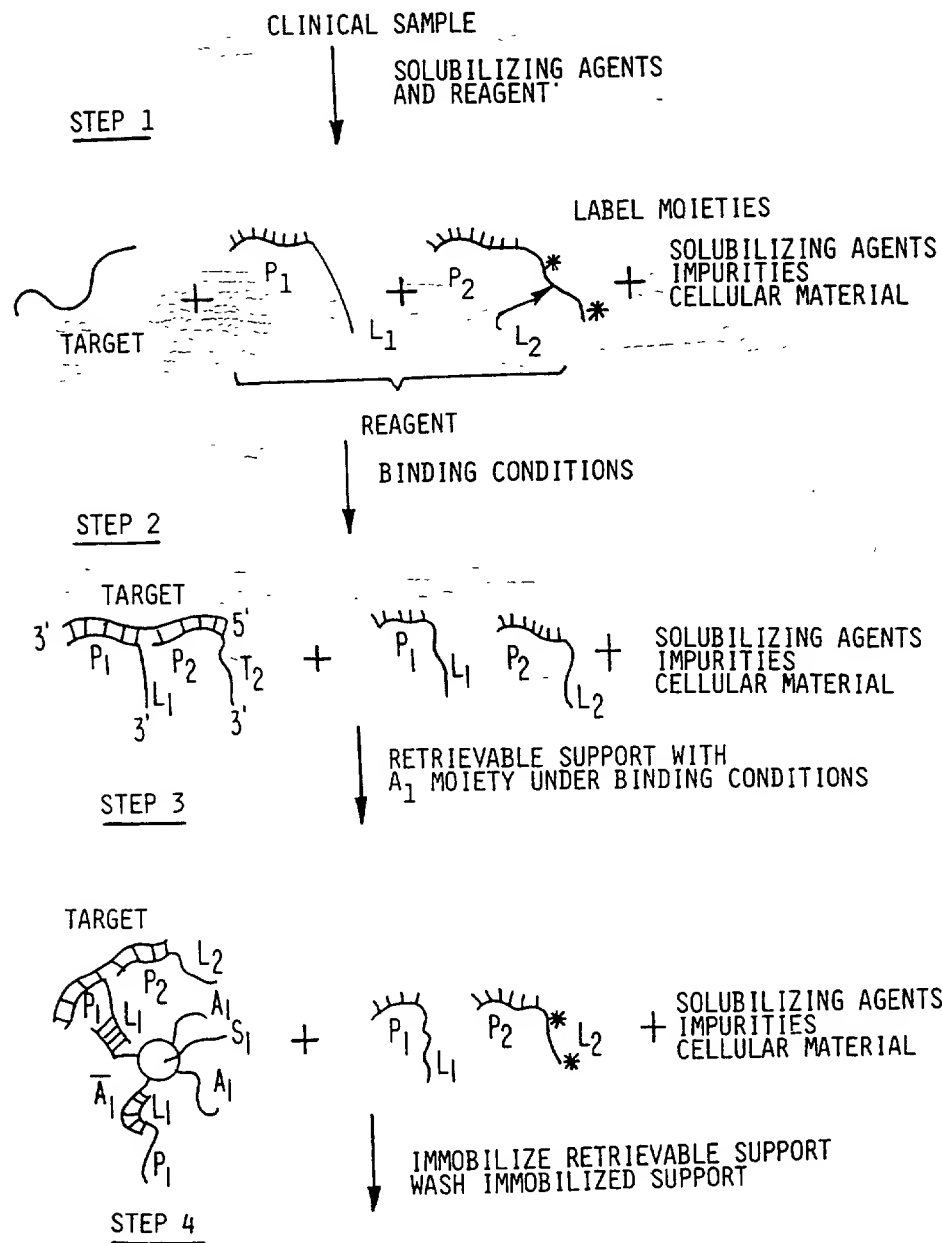 CLINICAL SAMPLE
SOLUBILIZING AGENTS
AND REAGENT
STEP 1
LABEL MOIETIES
TARGET
+
P1
L1
+
P2
*
L2
*
+
SOLUBILIZING AGENTS
IMPURITIES
CELLULAR MATERIAL
REAGENT
BINDING CONDITIONS
STEP 2
TARGET
3'
5'
P1
P2
T2
L1
3'
3'
+
P1
L1
P2
L2
+
SOLUBILIZING AGENTS
IMPURITIES
CELLULAR MATERIAL
RETRIEVABLE SUPPORT WITH
A1 MOIETY UNDER BINDING CONDITIONS
STEP 3
TARGET
L2
P2
P1
L1
A1
S1
A̅1
L1
A1
P1
+
P1
L1
P2
*
L2
*
+
SOLUBILIZING AGENTS
IMPURITIES
CELLULAR MATERIAL
IMMOBILIZE RETRIEVABLE SUPPORT
WASH IMMOBILIZED SUPPORT
STEP 4